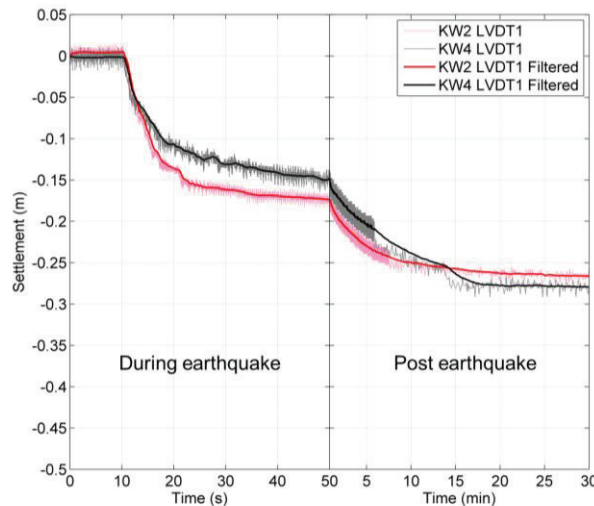 KW2 LVDT1
KW4 LVDT1
KW2 LVDT1 Filtered
KW4 LVDT1 Filtered
0
-0.05
-0.1
-0.15
-0.2
-0.25
-0.3
-0.35
-0.4
-0.45
-0.5
Settlement (m)
During earthquake
Post earthquake
0 10 20 30 40 50 5 10 15 20 25 30
Time (s)
Time (min)